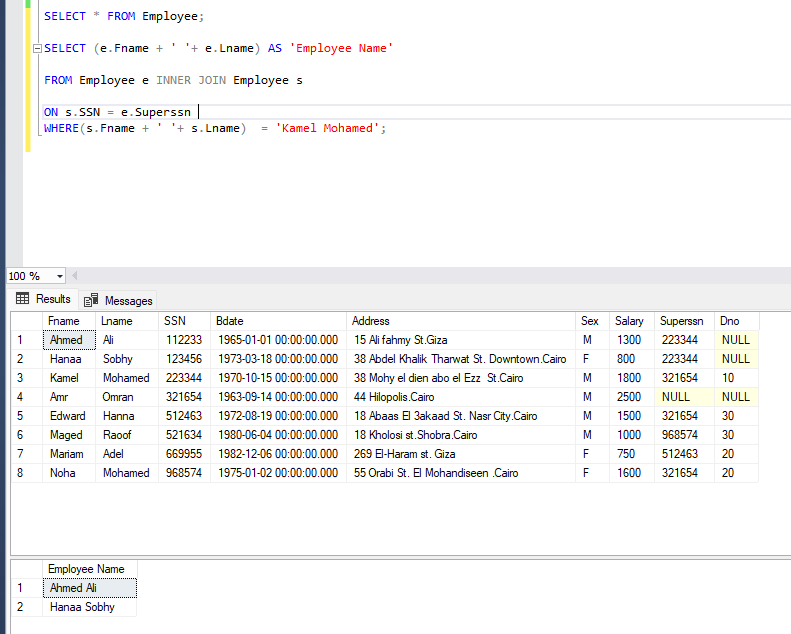 SELECT * FROM Employee;
SELECT (e.Fname + ' '+ e.Lname) AS 'Employee Name'
FROM Employee e INNER JOIN Employee s
ON s.SSN = e.Superssn
WHERE(s.Fname + ' '+ s.Lname)  = 'Kamel Mohamed';
100 %
Results Messages
Fname Lname SSN Bdate Address Sex Salary Superssn Dno
1 Ahmed Ali 112233 1965-01-01 00:00:00.000 15 Ali fahmy St.Giza M 1300 223344 NULL
2 Hanaa Sobhy 123456 1973-03-18 00:00:00.000 38 Abdel Khalik Tharwat St. Downtown.Cairo F 800 223344 NULL
3 Kamel Mohamed 223344 1970-10-15 00:00:00.000 38 Mohy el dien abo el Ezz  St.Cairo M 1800 321654 10
4 Amr Omran 321654 1963-09-14 00:00:00.000 44 Hilopolis.Cairo M 2500 NULL NULL
5 Edward Hanna 512463 1972-08-19 00:00:00.000 18 Abaas El 3akaad St. Nasr City.Cairo M 1500 321654 30
6 Maged Raoof 521634 1980-06-04 00:00:00.000 18 Kholosi st.Shobra.Cairo M 1000 968574 30
7 Mariam Adel 669955 1982-12-06 00:00:00.000 269 El-Haram st. Giza F 750 512463 20
8 Noha Mohamed 968574 1975-01-02 00:00:00.000 55 Orabi St. El Mohandiseen .Cairo F 1600 321654 20
Employee Name
1 Ahmed Ali
2 Hanaa Sobhy